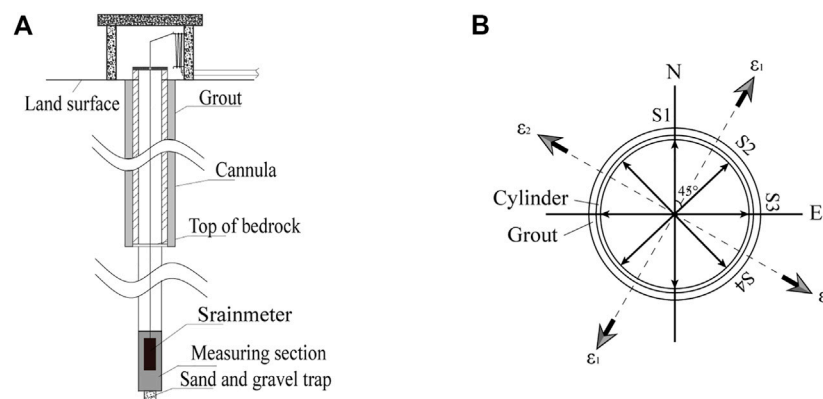 A
Land surface
Grout
Cannula
Top of bedrock
Srainmeter
Measuring section
Sand and gravel trap
B
N
E
S1
S2
S3
S4
45°
Cylinder
Grout
ε1
ε2
ε1
ε